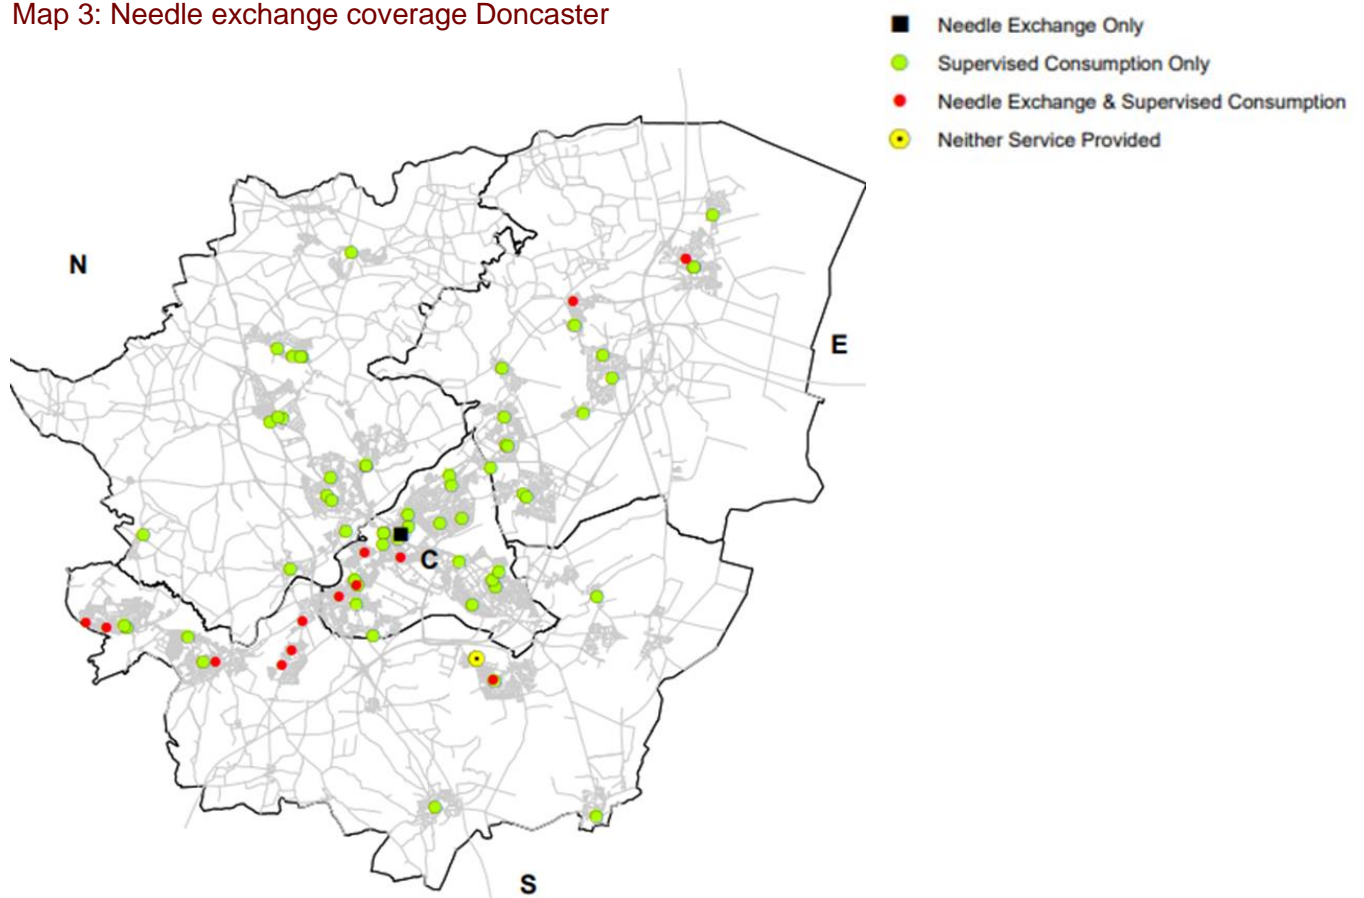 Map 3: Needle exchange coverage Doncaster
Needle Exchange Only
Supervised Consumption Only
Needle Exchange & Supervised Consumption
Neither Service Provided
N
E
C
S